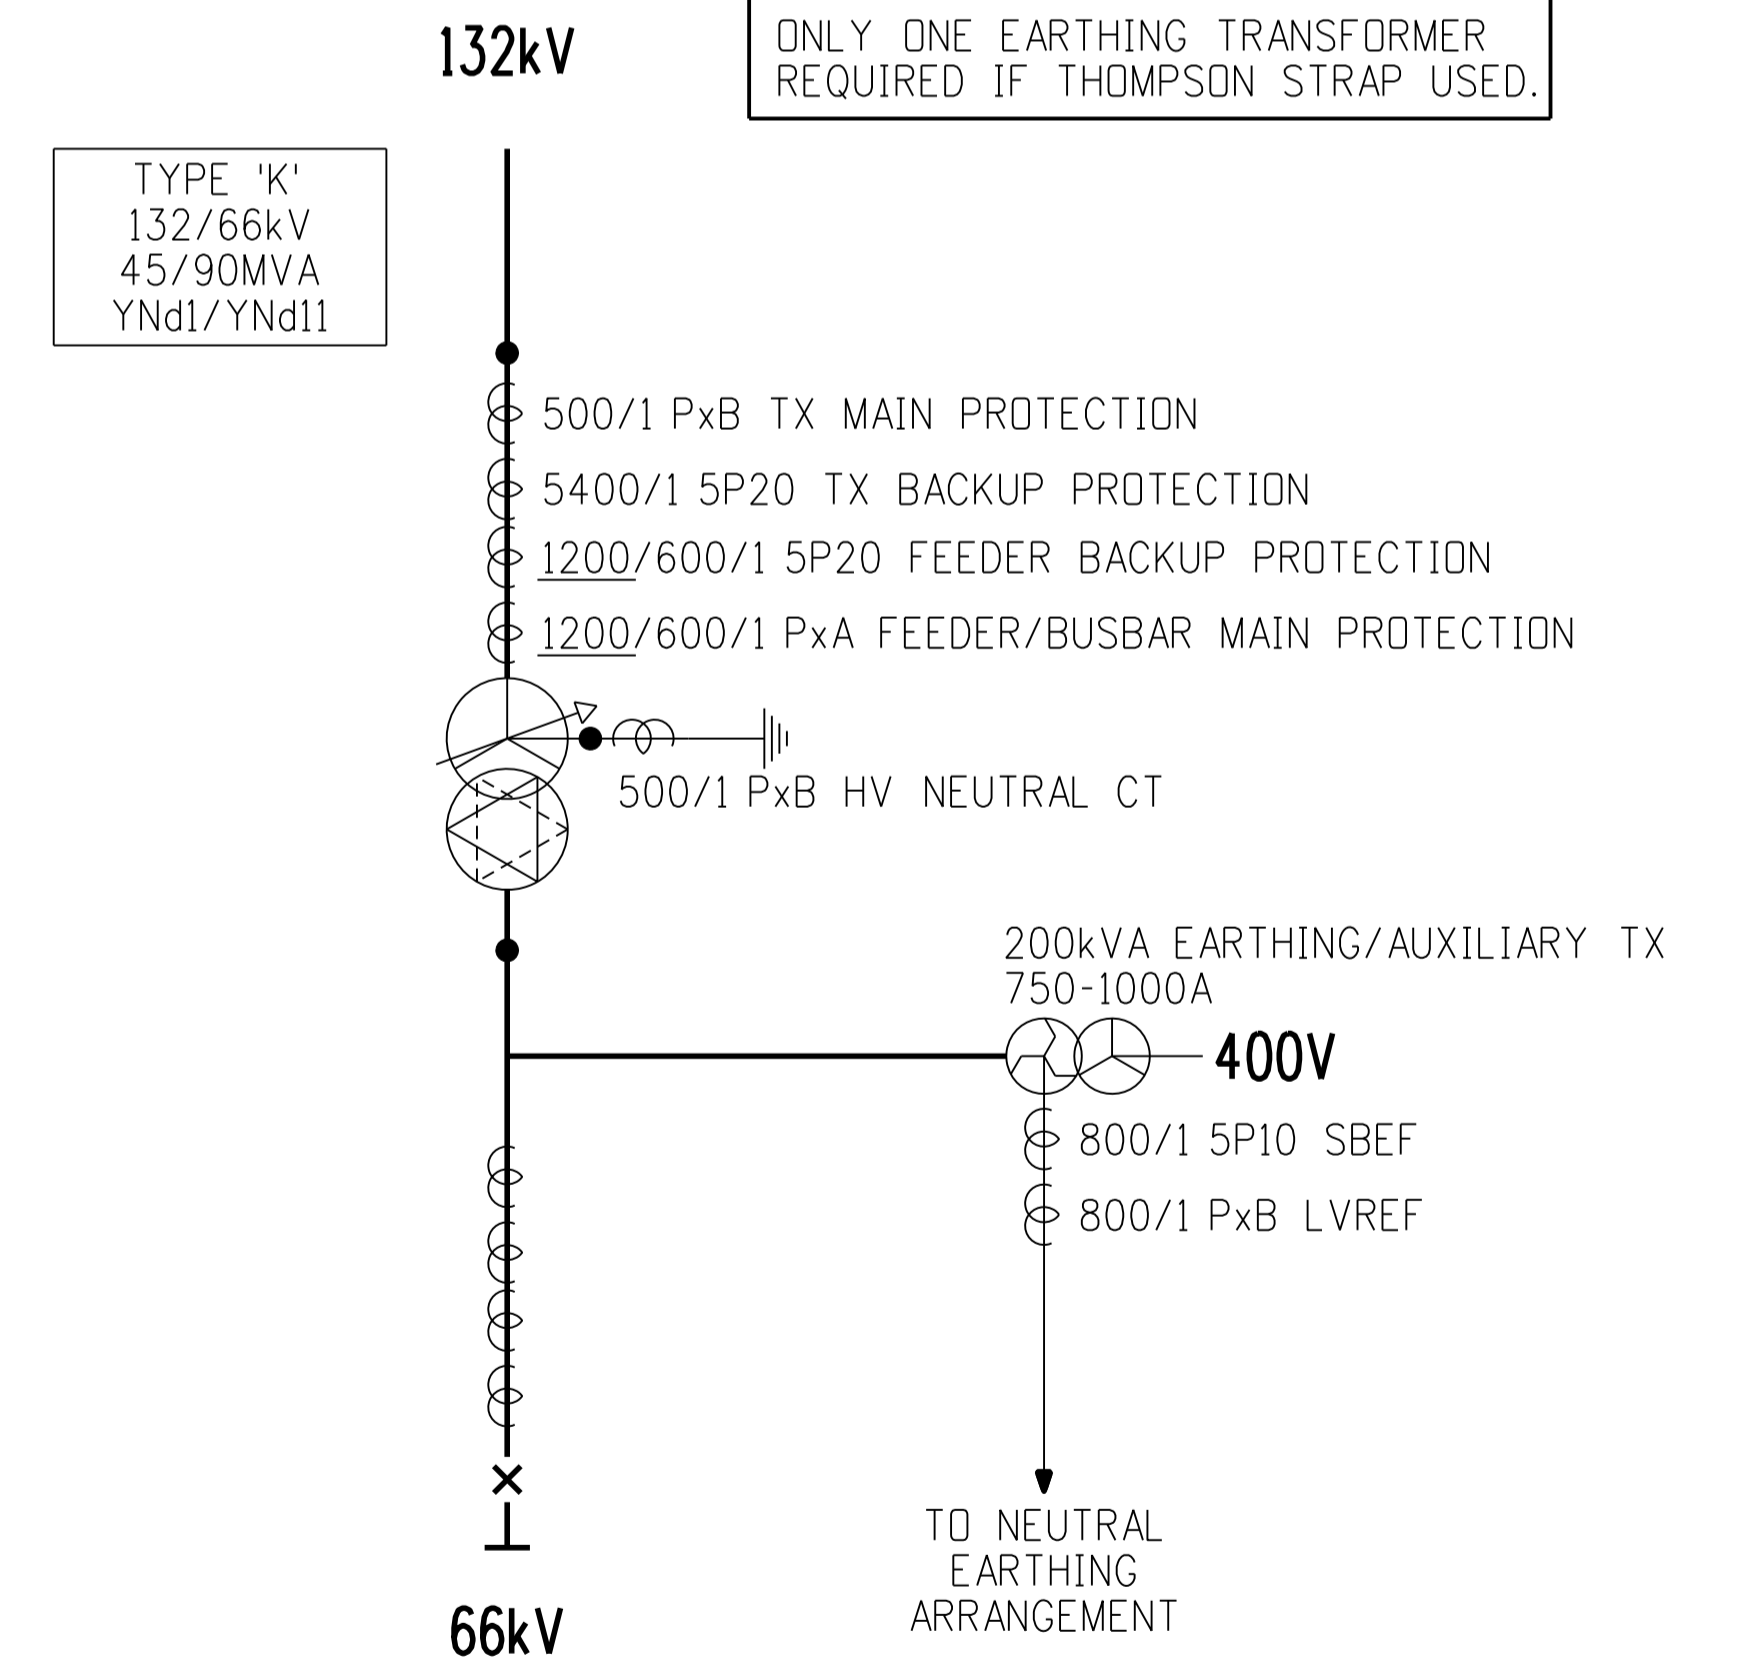 132kV
ONLY ONE EARTHING TRANSFORMER
REQUIRED IF THOMPSON STRAP USED.
TYPE 'K'
132/66kV
45/90MVA
YNd1/YNd11
500/1 PxB TX MAIN PROTECTION
5400/1 5P20 TX BACKUP PROTECTION
1200/600/1 5P20 FEEDER BACKUP PROTECTION
1200/600/1 PxA FEEDER/BUSBAR MAIN PROTECTION
500/1 PxB HV NEUTRAL CT
200kVA EARTHING/AUXILIARY TX
750-1000A
400V
800/1 5P10 SBEF
800/1 PxB LVREF
TO NEUTRAL
EARTHING
ARRANGEMENT
66kV